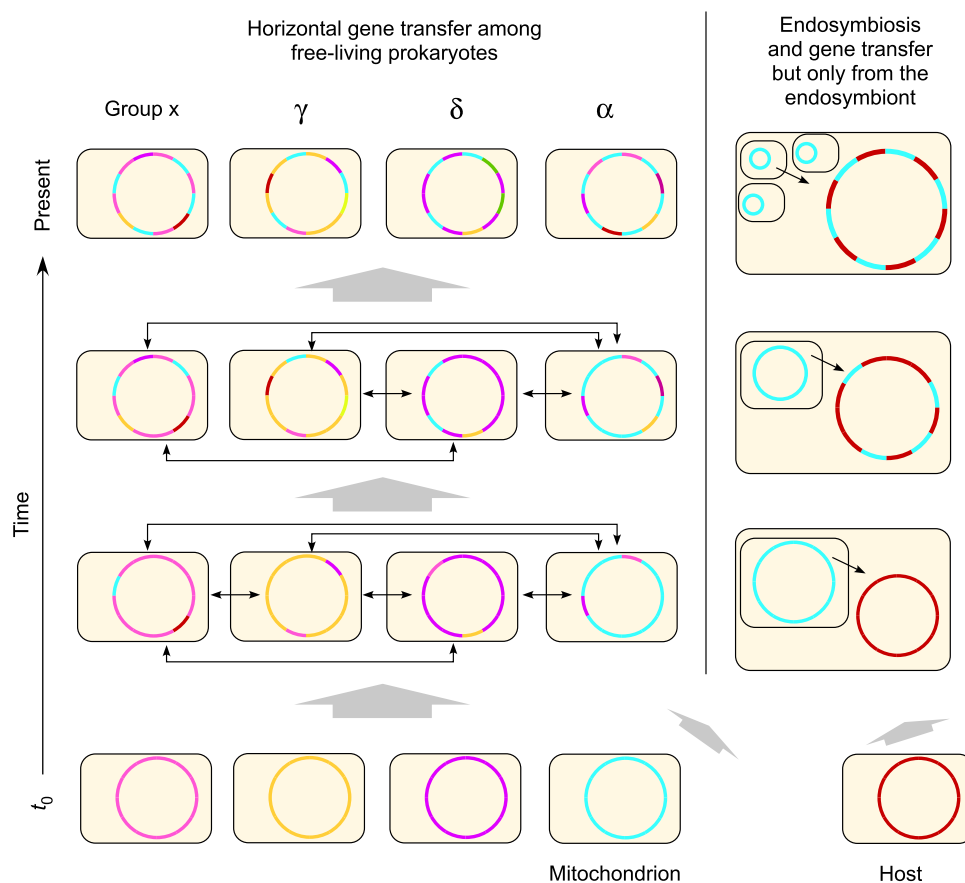 Horizontal gene transfer among
free-living prokaryotes
Endosymbiosis
and gene transfer
but only from the
endosymbiont
Group x
γ
δ
α
Present
Time
t0
Mitochondrion
Host